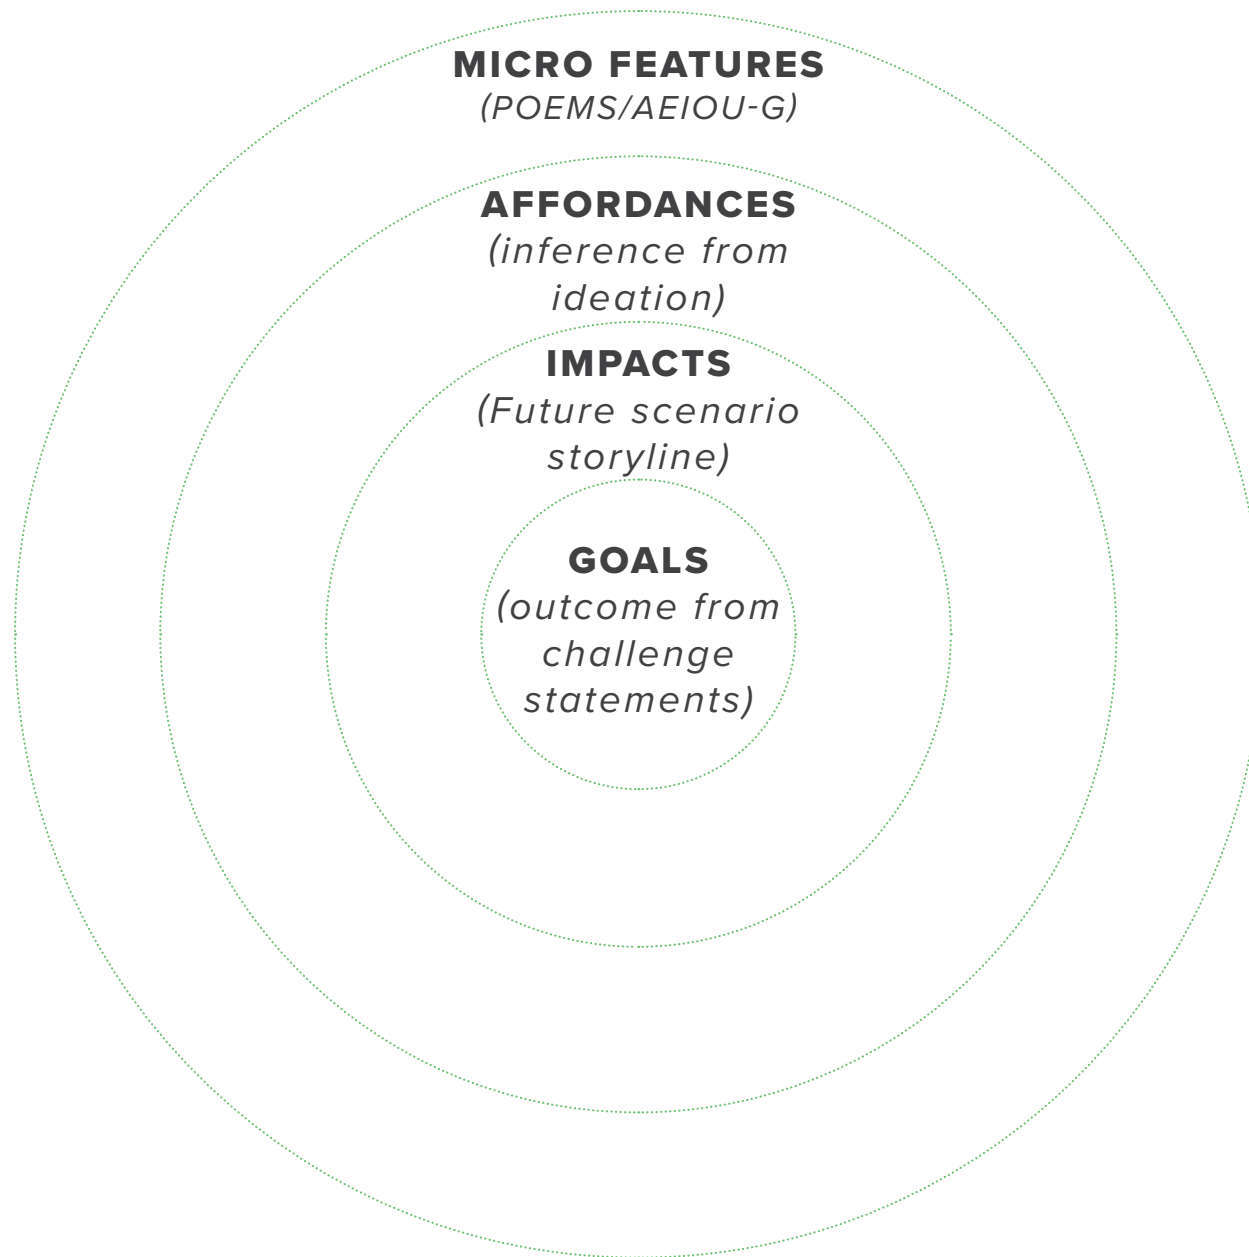 MICRO FEATURES
(POEMS/AEIOU-G)
AFFORDANCES
(inference from
ideation)
IMPACTS
(Future scenario
storyline)
GOALS
(outcome from
challenge
statements)